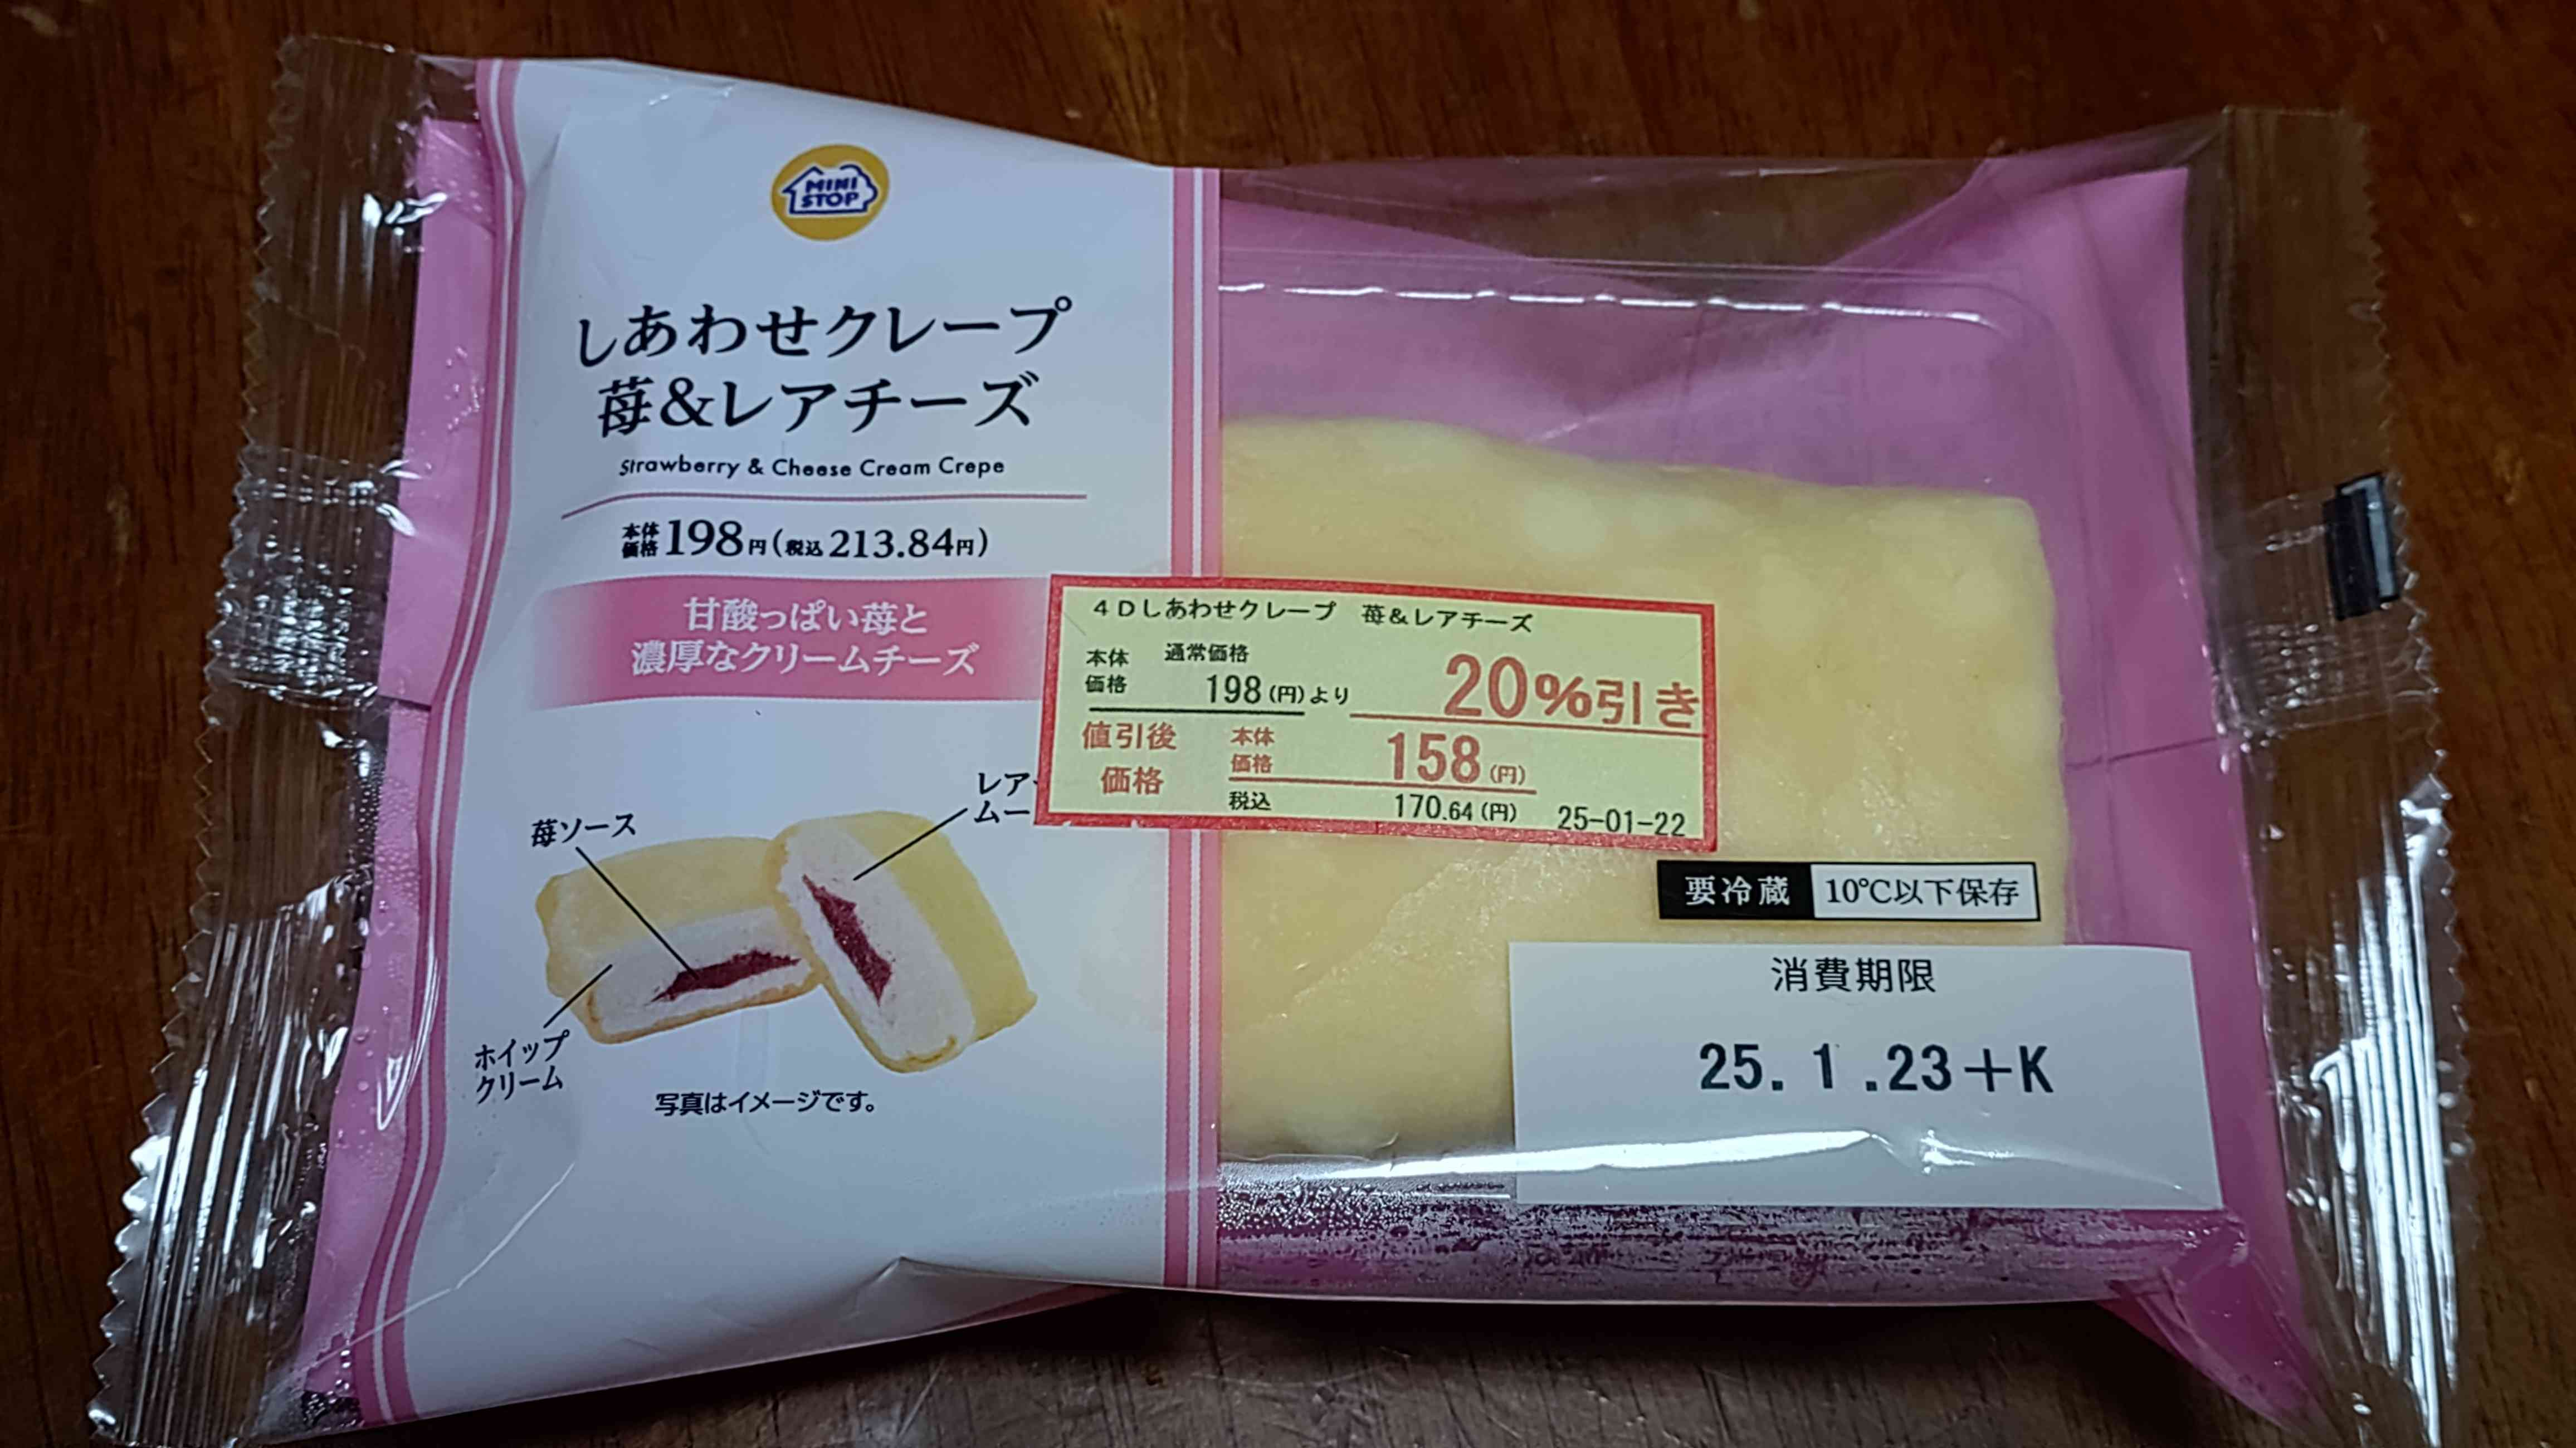 MINI
STOP
しあわせクレープ
苺&レアチーズ
Strawberry & Cheese Cream Crepe
本体価格198円(税込213.84円)
甘酸っぱい苺と
濃厚なクリームチーズ
苺ソース
レア
ムー
ホイップ
クリーム
写真はイメージです。
4Dしあわせクレープ 苺&レアチーズ
本体価格 通常価格 198(円)より 20%引き
値引後価格 本体価格 158(円)
税込 170.64(円) 25-01-22
要冷蔵 10℃以下保存
消費期限
25.1.23+K